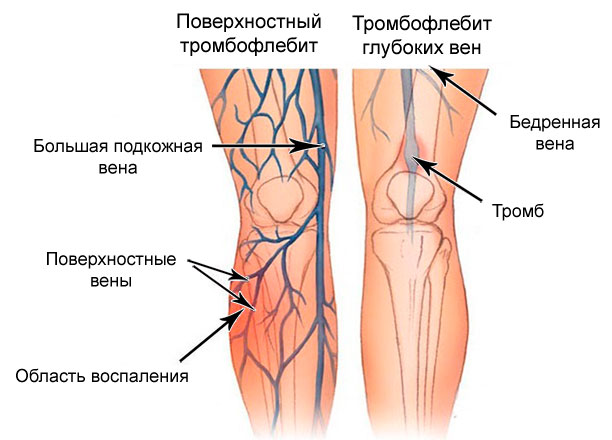 Поверхностный
тромбофлебит
Тромбофлебит
глубоких вен
Большая подкожная
вена
Поверхностные
вены
Область воспаления
Бедренная
вена
Тромб